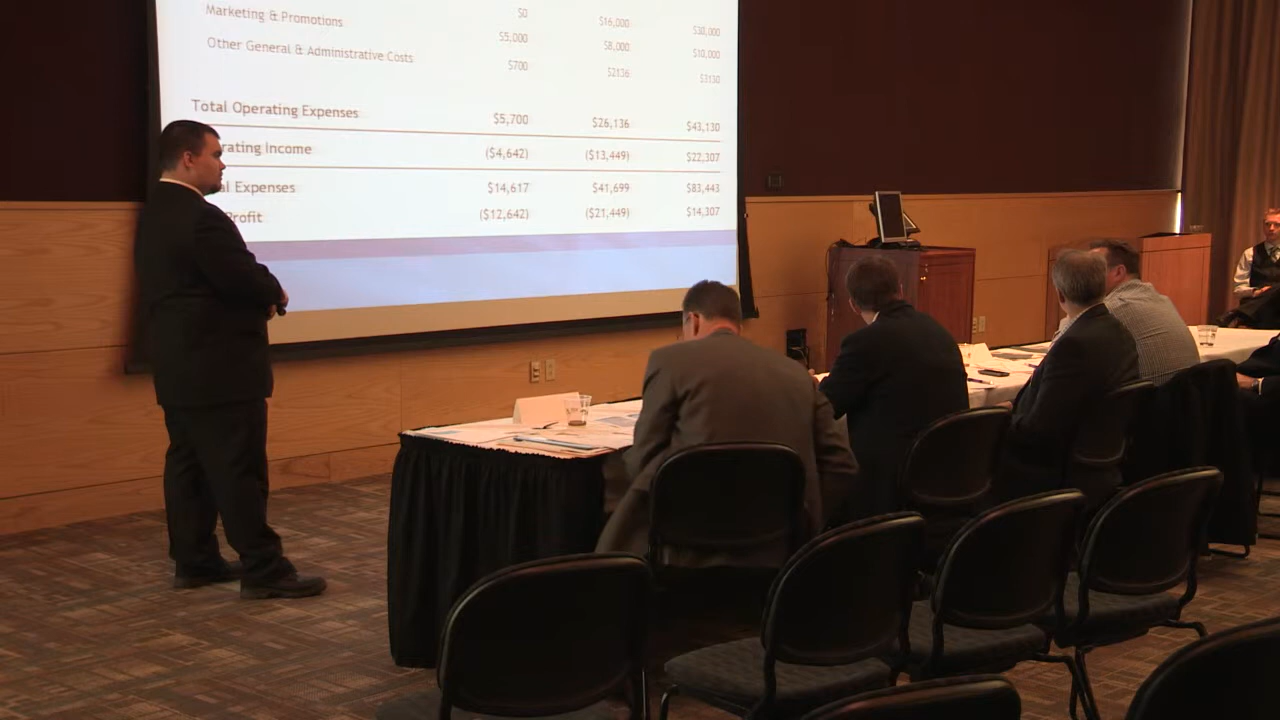 $0 $16,000 $30,000
Marketing & Promotions $5,000 $8,000 $10,000
Other General & Administrative Costs $700 $2136 $3130
Total Operating Expenses $5,700 $26,136 $43,130
rating Income ($4,642) ($13,449) $22,307
al Expenses $14,617 $41,699 $83,443
Profit ($12,642) ($21,449) $14,307